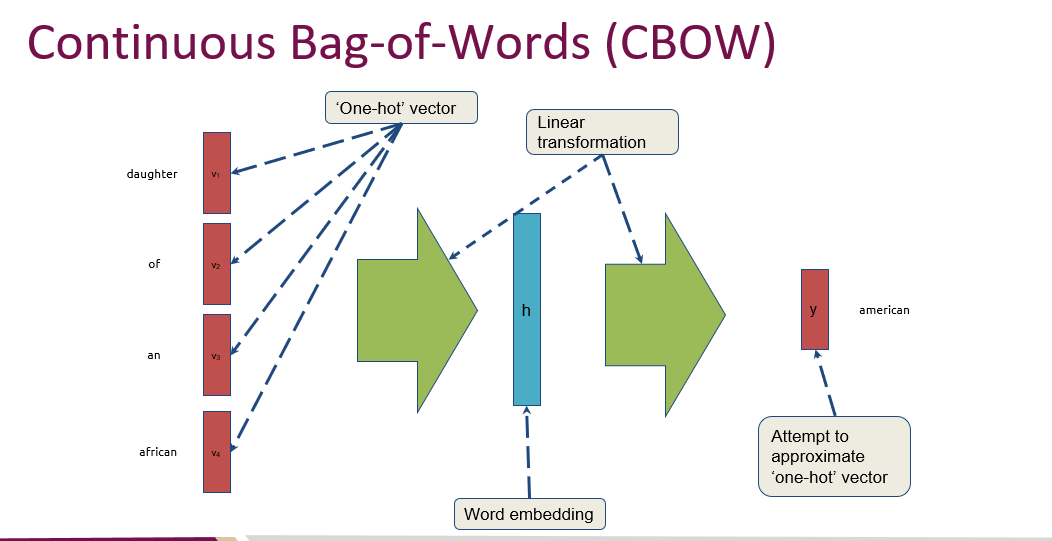 Continuous Bag-of-Words (CBOW)
‘One-hot’ vector
Linear
transformation
daughter
v₁
of
v₂
an
v₃
african
v₄
h
y
american
Attempt to
approximate
‘one-hot’ vector
Word embedding